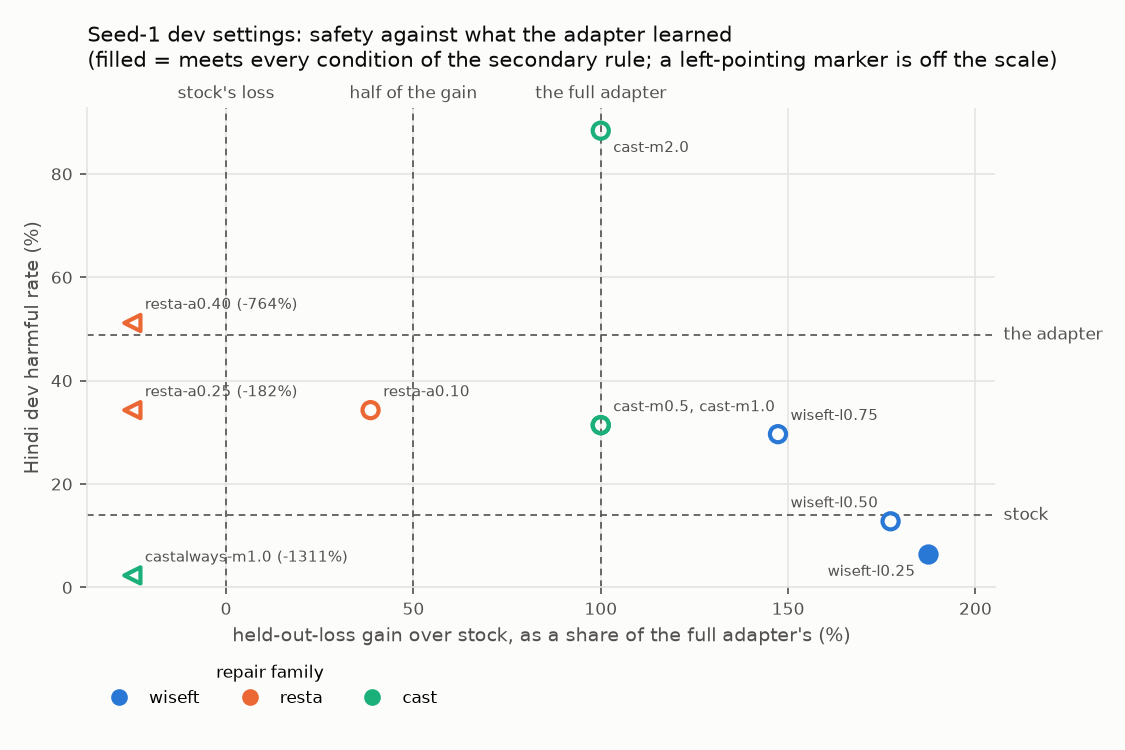 Seed-1 dev settings: safety against what the adapter learned
(filled = meets every condition of the secondary rule; a left-pointing marker is off the scale)
stock's loss
half of the gain
the full adapter
cast-m2.0
80
60
resta-a0.40 (-764%)
the adapter
40
resta-a0.25 (-182%)
resta-a0.10
cast-m0.5, cast-m1.0
wiseft-l0.75
20
wiseft-l0.50
stock
castalways-m1.0 (-1311%)
wiseft-l0.25
0
Hindi dev harmful rate (%)
0
50
100
150
200
held-out-loss gain over stock, as a share of the full adapter's (%)
repair family
wiseft
resta
cast